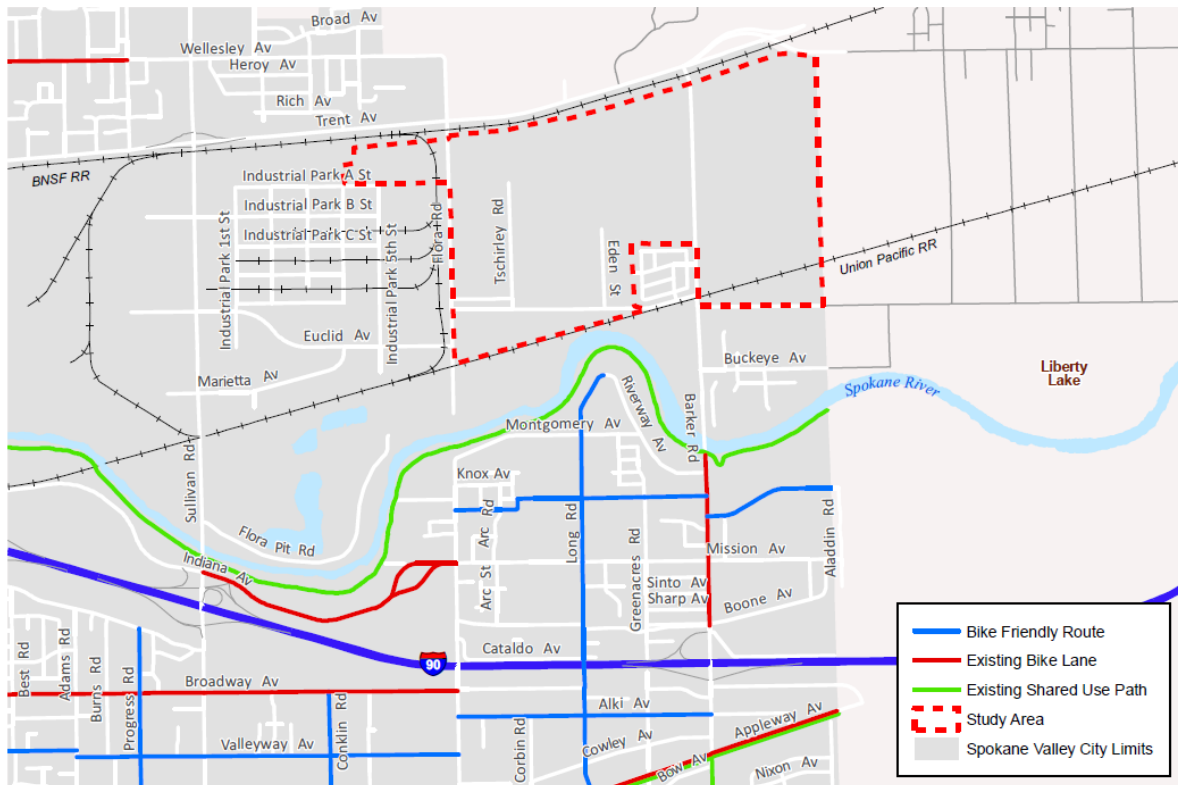 Broad Av
Wellesley Av
Heroy Av
Rich Av
Trent Av
BNSF RR
Industrial Park A St
Industrial Park B St
Industrial Park C St
Industrial Park 1st St
Industrial Park 5th St
Flora Rd
Tschirley Rd
Eden St
Union Pacific RR
Euclid Av
Marietta Av
Buckeye Av
Liberty
Lake
Spokane River
Riverway Av
Barker Rd
Montgomery Av
Sullivan Rd
Knox Av
Flora Pit Rd
Indiana Av
Arc Rd
Arc St
Long Rd
Greenacres Rd
Mission Av
Aladdin Rd
Sinto Av
Sharp Av
Boone Av
90
Cataldo Av
Best Rd
Adams Rd
Burns Rd
Progress Rd
Broadway Av
Conklin Rd
Valleyway Av
Alki Av
Corbin Rd
Cowley Av
Bow Av
Appleway Av
Nixon Av
Bike Friendly Route
Existing Bike Lane
Existing Shared Use Path
Study Area
Spokane Valley City Limits